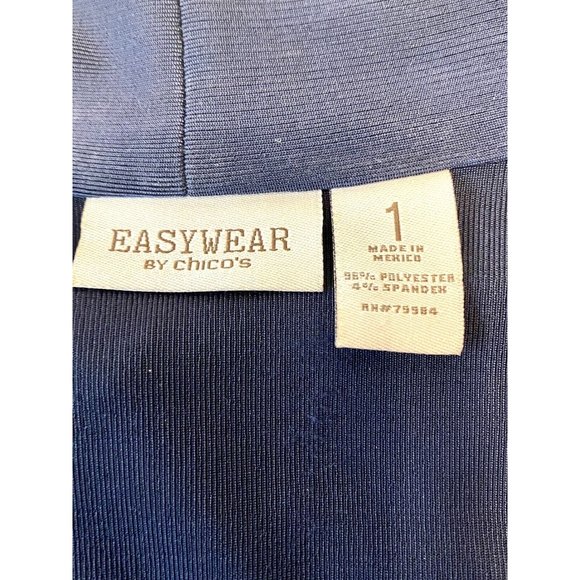 EASYWEAR
BY chico's
1
MADE IN
MEXICO
96% POLYESTER
4% SPANDEX
RN#79984